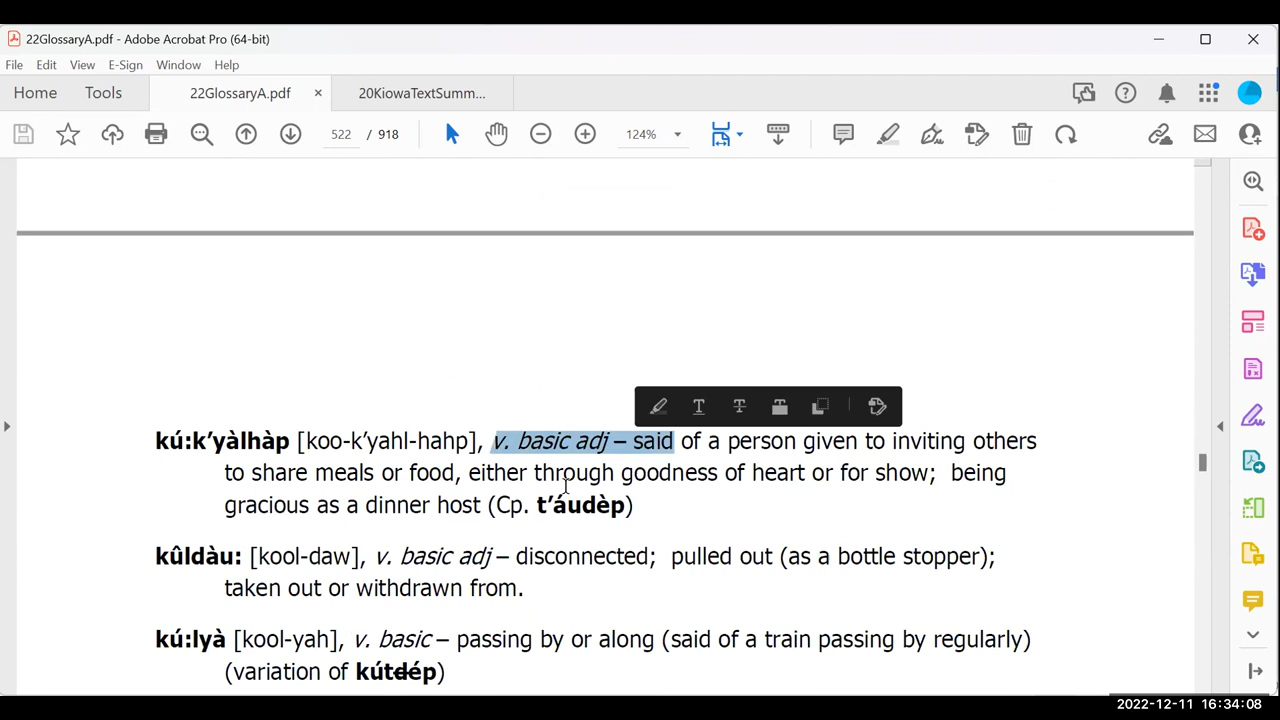 22GlossaryA.pdf - Adobe Acrobat Pro (64-bit)
File Edit View E-Sign Window Help
Home Tools 22GlossaryA.pdf × 20KiowaTextSumm...
522 / 918 124%
kú:k’yàlhàp [koo-k’yahl-hahp], v. basic adj – said of a person given to inviting others
to share meals or food, either through goodness of heart or for show; being
gracious as a dinner host (Cp. t’áudèp)
kûldàu: [kool-daw], v. basic adj – disconnected; pulled out (as a bottle stopper);
taken out or withdrawn from.
kú:lyà [kool-yah], v. basic – passing by or along (said of a train passing by regularly)
(variation of kútdép)
2022-12-11 16:34:08